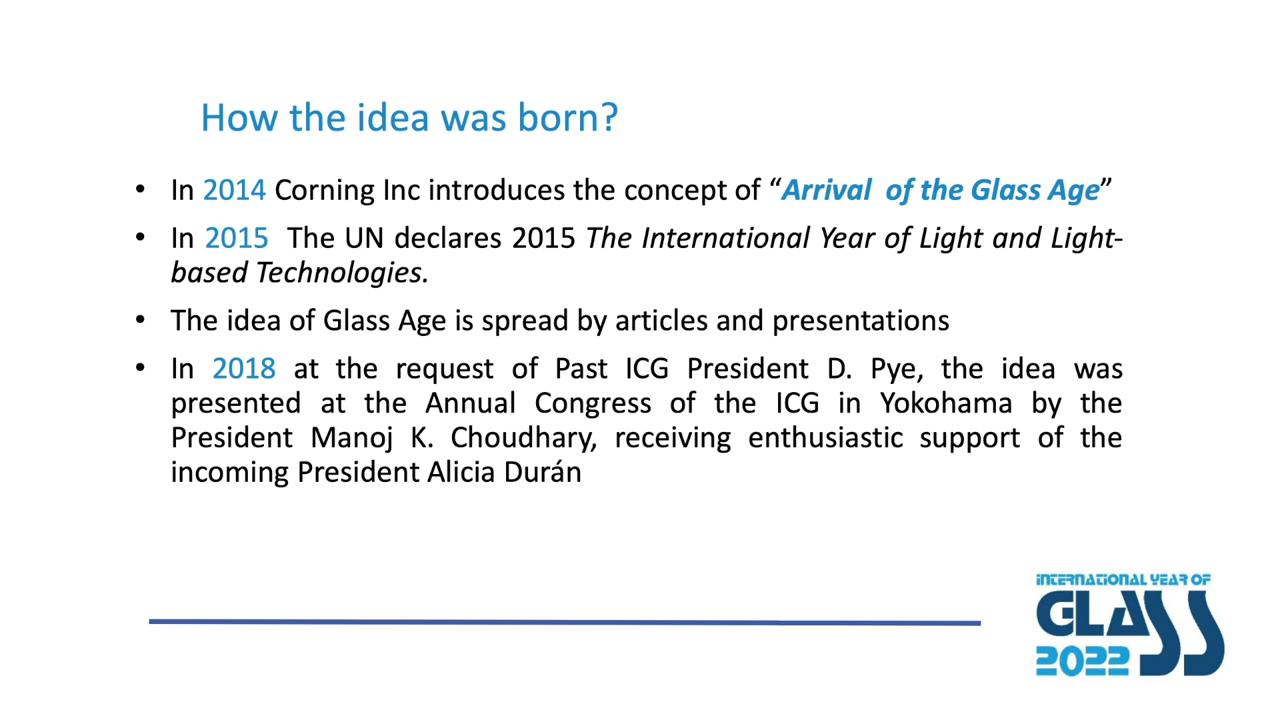 How the idea was born?
• In 2014 Corning Inc introduces the concept of “Arrival of the Glass Age”
• In 2015 The UN declares 2015 The International Year of Light and Light-
based Technologies.
• The idea of Glass Age is spread by articles and presentations
• In 2018 at the request of Past ICG President D. Pye, the idea was
presented at the Annual Congress of the ICG in Yokohama by the
President Manoj K. Choudhary, receiving enthusiastic support of the
incoming President Alicia Durán
INTERNATIONAL YEAR OF
GLASS
2022